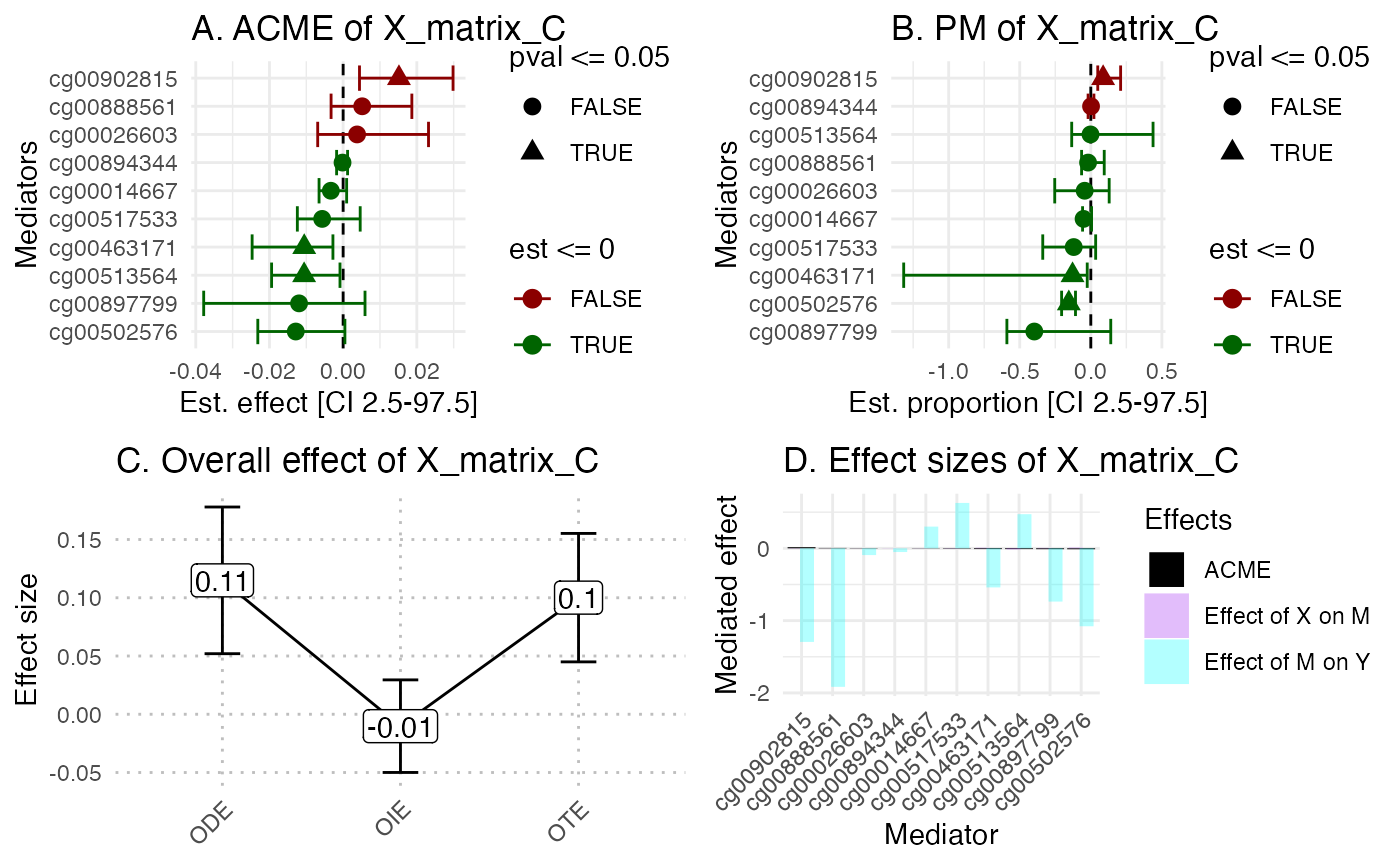 A. ACME of X_matrix_C
Mediators
cg00902815
cg00888561
cg00026603
cg00894344
cg00014667
cg00517533
cg00463171
cg00513564
cg00897799
cg00502576
-0.04 -0.02 0.00 0.02
Est. effect [CI 2.5-97.5]
pval <= 0.05
FALSE
TRUE
est <= 0
FALSE
TRUE
B. PM of X_matrix_C
Mediators
cg00902815
cg00894344
cg00513564
cg00888561
cg00026603
cg00014667
cg00517533
cg00463171
cg00502576
cg00897799
-1.0 -0.5 0.0 0.5
Est. proportion [CI 2.5-97.5]
pval <= 0.05
FALSE
TRUE
est <= 0
FALSE
TRUE
C. Overall effect of X_matrix_C
Effect size
0.15
0.10
0.05
0.00
-0.05
0.11
-0.01
0.1
ODE
OIE
OTE
D. Effect sizes of X_matrix_C
Mediated effect
0
-1
-2
cg00902815
cg00888561
cg00026603
cg00894344
cg00014667
cg00517533
cg00463171
cg00513564
cg00897799
cg00502576
Mediator
Effects
ACME
Effect of X on M
Effect of M on Y